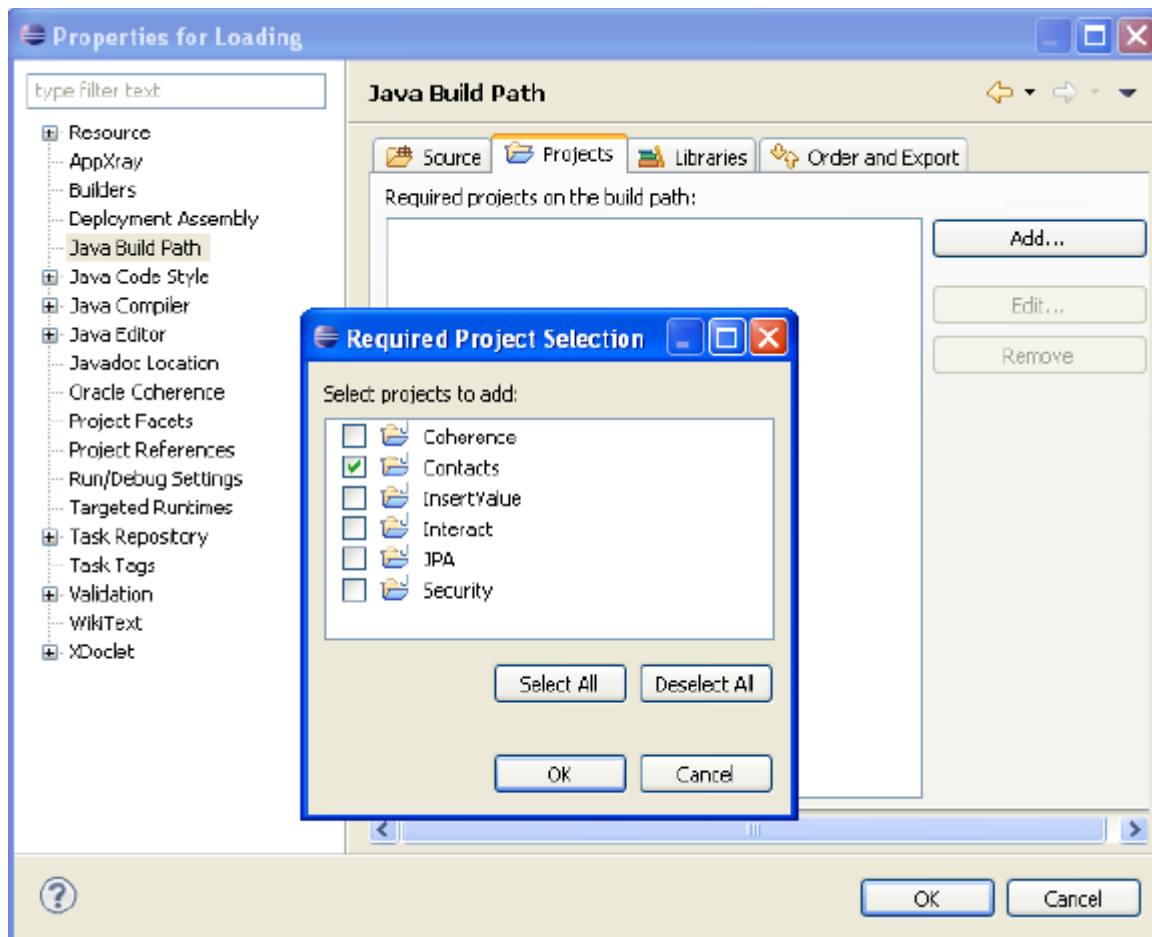 Properties for Loading
type filter text
Resource
AppXray
Builders
Deployment Assembly
Java Build Path
Java Code Style
Java Compiler
Java Editor
Javadoc Location
Oracle Coherence
Project Facets
Project References
Run/Debug Settings
Targeted Runtimes
Task Repository
Task Tags
Validation
WikiText
XDoclet
Java Build Path
Source Projects Libraries Order and Export
Required projects on the build path:
Add...
Edit...
Remove
Required Project Selection
Select projects to add:
Coherence
Contacts
InsertValue
Interact
JPA
Security
Select All Deselect All
OK Cancel
? OK Cancel